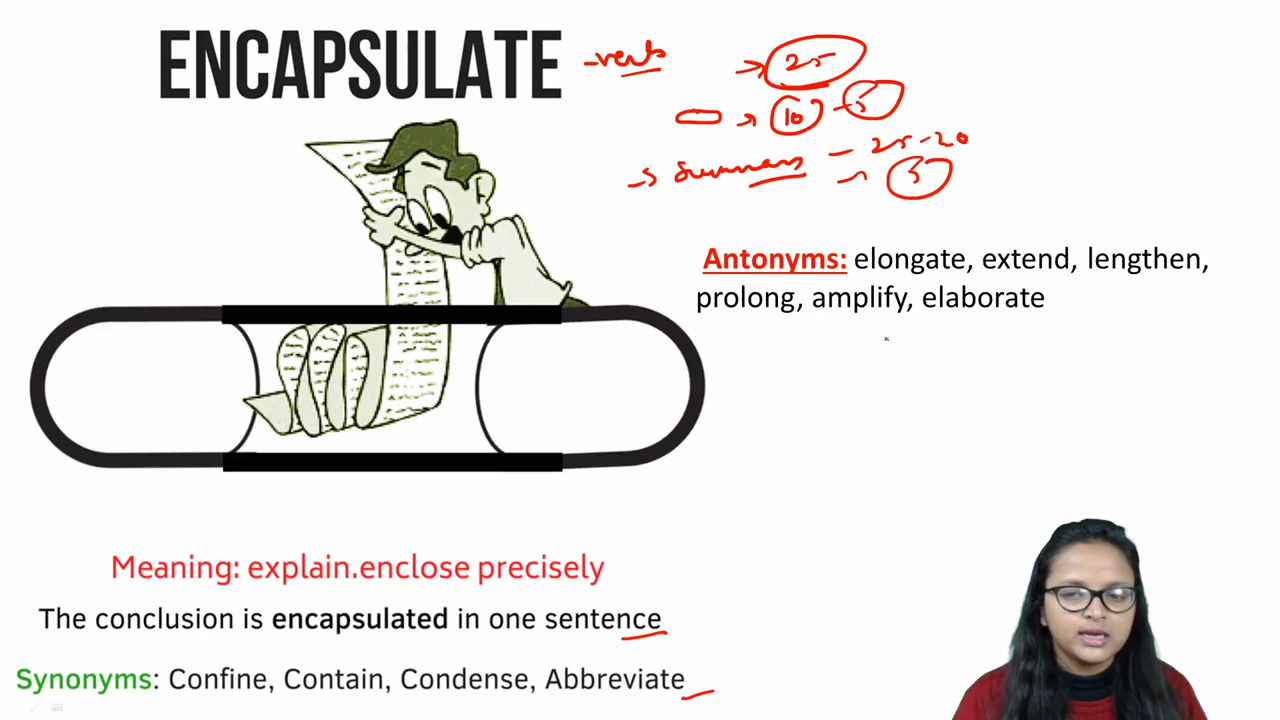 ENCAPSULATE - verb → 25
→ 10 - 5
→ Summary - 25-20
5
Antonyms: elongate, extend, lengthen,
prolong, amplify, elaborate
Meaning: explain.enclose precisely
The conclusion is encapsulated in one sentence
Synonyms: Confine, Contain, Condense, Abbreviate